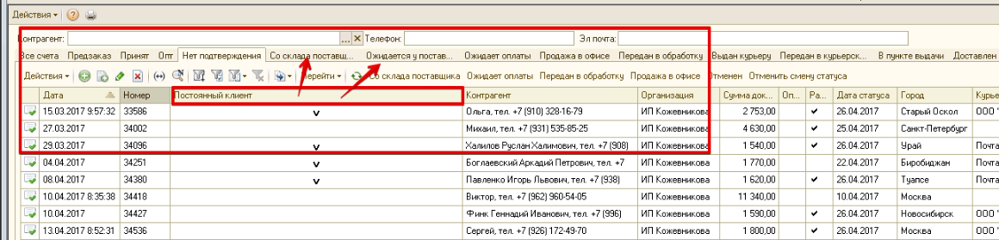 Действия
Контрагент: ... × Телефон: Эл почта:
Все счета Предзаказ Принят Опт Нет подтверждения Со склада поставщ... Ожидается у постав... Ожидает оплаты Продажа в офисе Передан в обработку Выдан курьеру Передан в курьерск... В пункте выдачи Доставлен
Действия Перейти Со склада поставщика Ожидает оплаты Передан в обработку Продажа в офисе Отменен Отменить смену статуса
Дата Номер Постоянный клиент Контрагент Организация Сумма док... Оп... Ра... Дата статуса Город Курье
15.03.2017 9:57:32 33586 v Ольга, тел. +7 (910) 328-16-79 ИП Кожевникова 2 753,00 ✔ 26.04.2017 Старый Оскол ООО "
27.03.2017 34002 v Михаил, тел. +7 (931) 535-85-25 ИП Кожевникова 4 630,00 ✔ 25.04.2017 Санкт-Петербург
29.03.2017 34096 v Халилов Руслан Халимович, тел. +7 (908) ИП Кожевникова 1 540,00 ✔ 26.04.2017 Урай Почта
04.04.2017 34251 v Боглаевский Аркадий Петрович, тел. +7 ИП Кожевникова 1 770,00 22.04.2017 Биробиджан Почта
08.04.2017 34380 v Павленко Игорь Львович, тел. +7 (938) ИП Кожевникова 1 620,00 ✔ 26.04.2017 Туапсе Почта
10.04.2017 8:35:38 34418 Виктор, тел. +7 (962) 960-54-05 ИП Кожевникова 11 340,00 10.04.2017 Москва
10.04.2017 34427 Финк Геннадий Иванович, тел. +7 (996) ИП Кожевникова 1 590,00 ✔ 26.04.2017 Новосибирск ООО "
13.04.2017 8:52:31 34536 Сергей, тел. +7 (926) 172-49-70 ИП Кожевникова 1 800,00 ✔ 26.04.2017 Москва ООО "